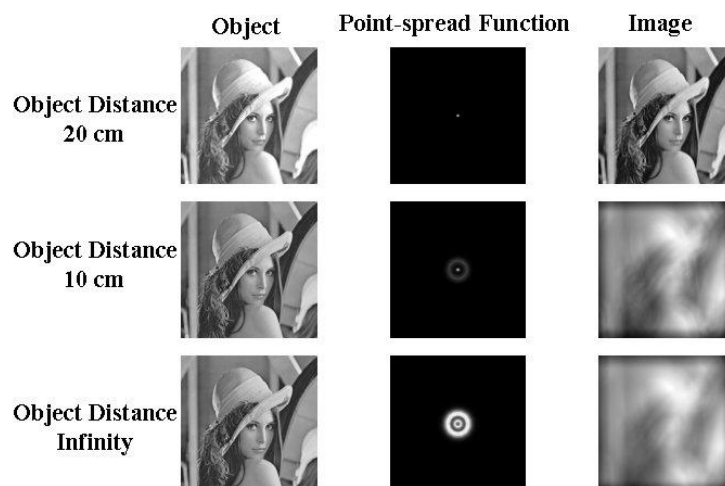 Object Point-spread Function Image
Object Distance
20 cm
Object Distance
10 cm
Object Distance
Infinity